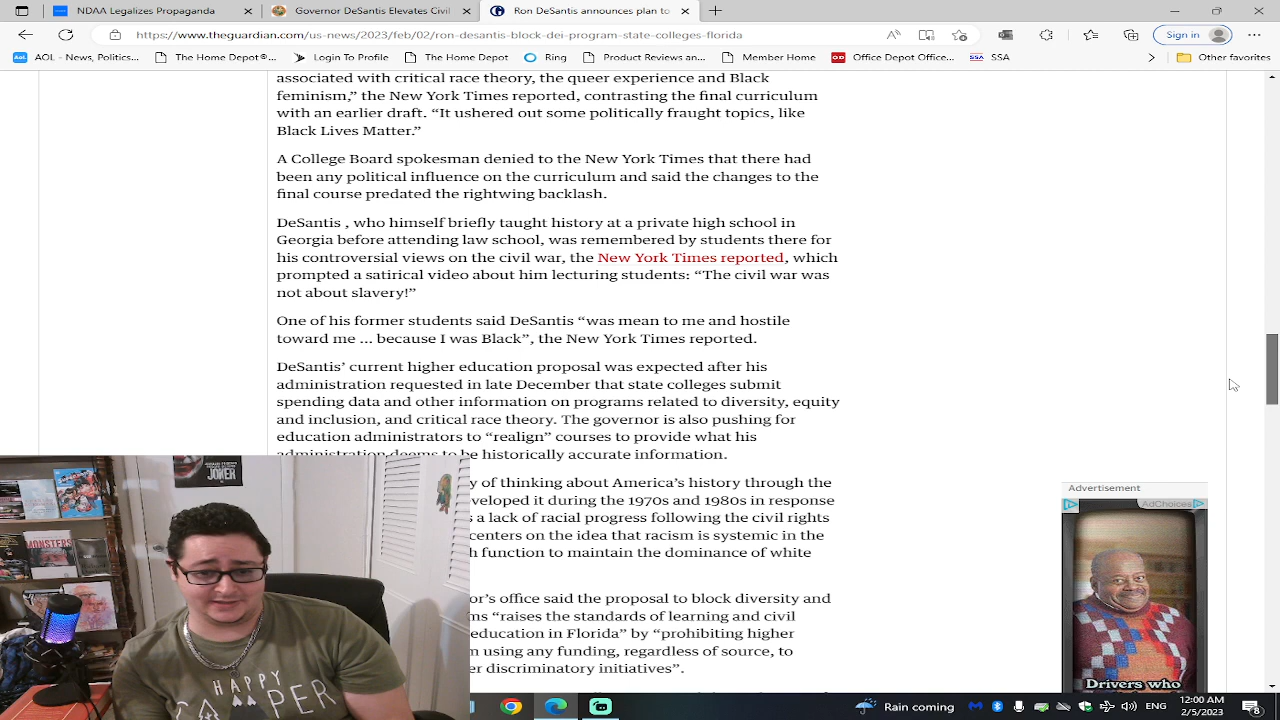 NDAA Legalizes Propaganda
Ron DeSantis to
https://www.theguardian.com/us-news/2023/feb/02/ron-desantis-block-dei-program-state-colleges-florida
Sign in
Aol. AOL - News, Politics...
The Home Depot®...
Login To Profile
The Home Depot
Ring
Product Reviews an...
Member Home
OD Office Depot Office...
SSA SSA
Other favorites
associated with critical race theory, the queer experience and Black
feminism,” the New York Times reported, contrasting the final curriculum
with an earlier draft. “It ushered out some politically fraught topics, like
Black Lives Matter.”
A College Board spokesman denied to the New York Times that there had
been any political influence on the curriculum and said the changes to the
final course predated the rightwing backlash.
DeSantis , who himself briefly taught history at a private high school in
Georgia before attending law school, was remembered by students there for
his controversial views on the civil war, the New York Times reported, which
prompted a satirical video about him lecturing students: “The civil war was
not about slavery!”
One of his former students said DeSantis “was mean to me and hostile
toward me ... because I was Black”, the New York Times reported.
DeSantis’ current higher education proposal was expected after his
administration requested in late December that state colleges submit
spending data and other information on programs related to diversity, equity
and inclusion, and critical race theory. The governor is also pushing for
education administrators to “realign” courses to provide what his
administration deems to be historically accurate information.
y of thinking about America’s history through the
veloped it during the 1970s and 1980s in response
s a lack of racial progress following the civil rights
centers on the idea that racism is systemic in the
h function to maintain the dominance of white
or’s office said the proposal to block diversity and
ms “raises the standards of learning and civil
education in Florida” by “prohibiting higher
m using any funding, regardless of source, to
er discriminatory initiatives”.
Advertisement
AdChoices
Drivers who
JOKER
MONSTERS
HAPPY
CAMPER
Rain coming
12:00 AM
2/5/2023
8